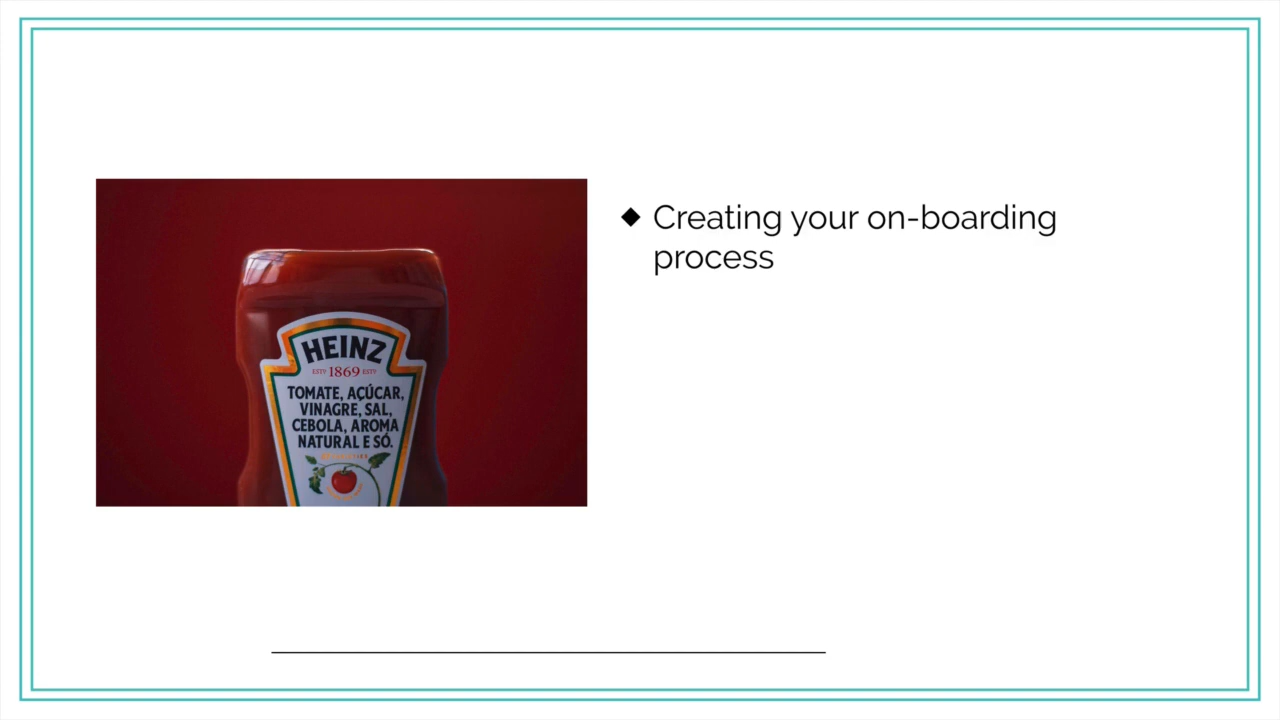 HEINZ
ESTD 1869 ESTD
TOMATE, AÇÚCAR,
VINAGRE, SAL,
CEBOLA, AROMA
NATURAL E SÓ.
Creating your on-boarding
process